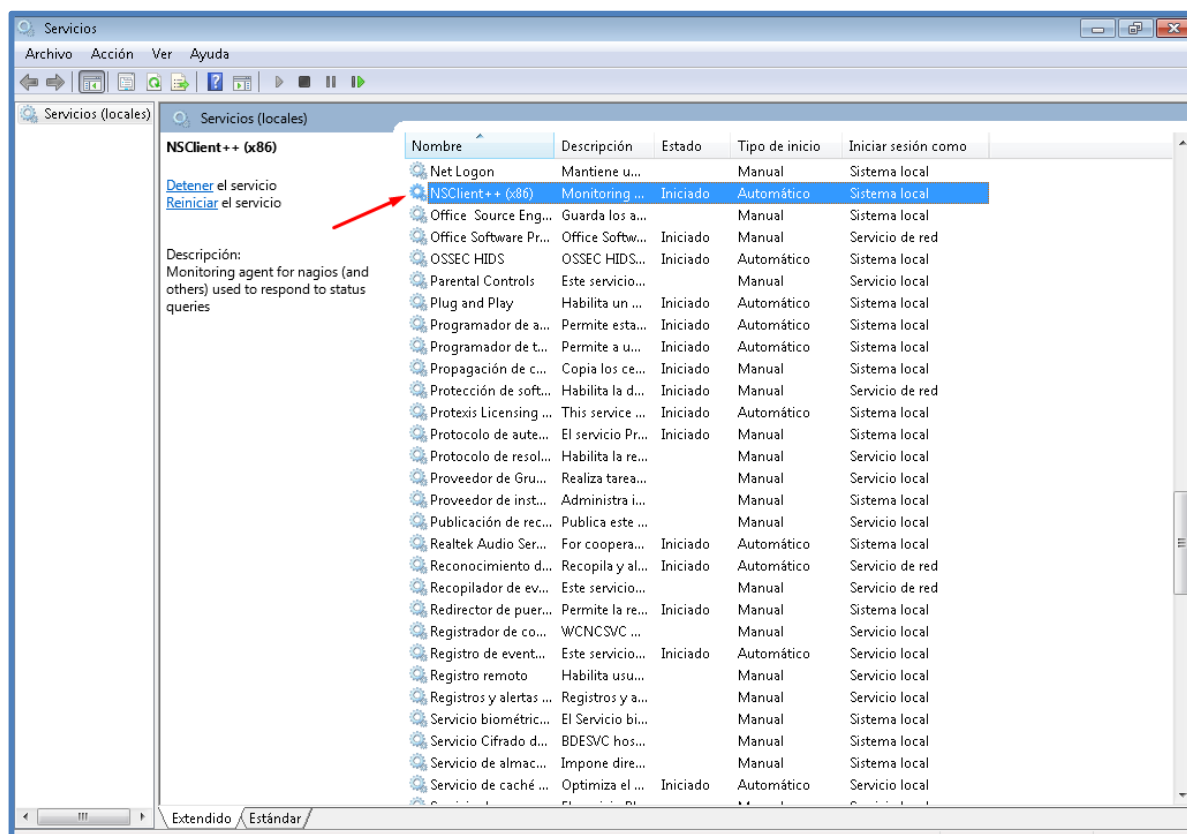 Servicios
Archivo Acción Ver Ayuda
Servicios (locales)
Servicios (locales)
NSClient++ (x86)
Detener el servicio
Reiniciar el servicio
Descripción:
Monitoring agent for nagios (and
others) used to respond to status
queries
Nombre Descripción Estado Tipo de inicio Iniciar sesión como
Net Logon Mantiene u... Manual Sistema local
NSClient++ (x86) Monitoring ... Iniciado Automático Sistema local
Office Source Eng... Guarda los a... Manual Sistema local
Office Software Pr... Office Softw... Iniciado Manual Servicio de red
OSSEC HIDS OSSEC HIDS... Iniciado Automático Sistema local
Parental Controls Este servicio... Manual Servicio local
Plug and Play Habilita un ... Iniciado Automático Sistema local
Programador de a... Permite esta... Iniciado Automático Sistema local
Programador de t... Permite a u... Iniciado Automático Sistema local
Propagación de c... Copia los ce... Iniciado Manual Sistema local
Protección de soft... Habilita la d... Iniciado Manual Servicio de red
Protexis Licensing ... This service ... Iniciado Automático Sistema local
Protocolo de aute... El servicio Pr... Iniciado Manual Sistema local
Protocolo de resol... Habilita la re... Manual Servicio local
Proveedor de Gru... Realiza tarea... Manual Servicio local
Proveedor de inst... Administra i... Manual Sistema local
Publicación de rec... Publica este ... Manual Servicio local
Realtek Audio Ser... For coopera... Iniciado Automático Sistema local
Reconocimiento d... Recopila y al... Iniciado Automático Servicio de red
Recopilador de ev... Este servicio... Manual Servicio de red
Redirector de puer... Permite la re... Iniciado Manual Sistema local
Registrador de co... WCNCSVC ... Manual Servicio local
Registro de event... Este servicio... Iniciado Automático Servicio local
Registro remoto Habilita usu... Manual Servicio local
Registros y alertas ... Registros y a... Manual Servicio local
Servicio biométric... El Servicio bi... Manual Sistema local
Servicio Cifrado d... BDESVC hos... Manual Sistema local
Servicio de almac... Impone dire... Manual Sistema local
Servicio de caché ... Optimiza el ... Iniciado Automático Servicio local
Extendido Estándar